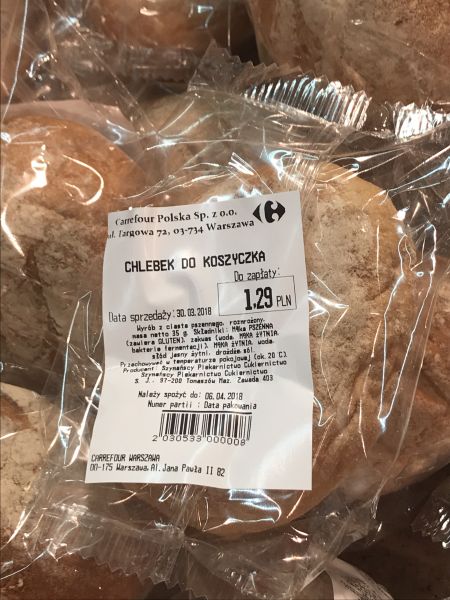 Carrefour Polska Sp. z o.o.
ul. Targowa 72, 03-734 Warszawa
CHLEBEK DO KOSZYCZKA
Do zapłaty:
1.29 PLN
Data sprzedaży: 30.03.2018
Wyrób z ciasta pszennego, rozmrożony.
masa netto 35 g. Składniki: MĄKA PSZENNA
(zawiera GLUTEN), zakwas (woda, MĄKA ŻYTNIA,
bakterie fermentacji), MĄKA ŻYTNIA, woda,
słód jasny żytni, drożdże sól.
Przechowywać w temperaturze pokojowej (ok.20 C).
Producent: Szymańscy Piekarnictwo Cukiernictwo
Szymańscy Piekarnictwo Cukiernictwo
S. J., 97-200 Tomaszów Maz. Zawada 403
Należy spożyć do: 06.04.2018
Numer partii : Data pakowania
2 030533 000008
CARREFOUR WARSZAWA
00-175 Warszawa, Al. Jana Pawła II 82